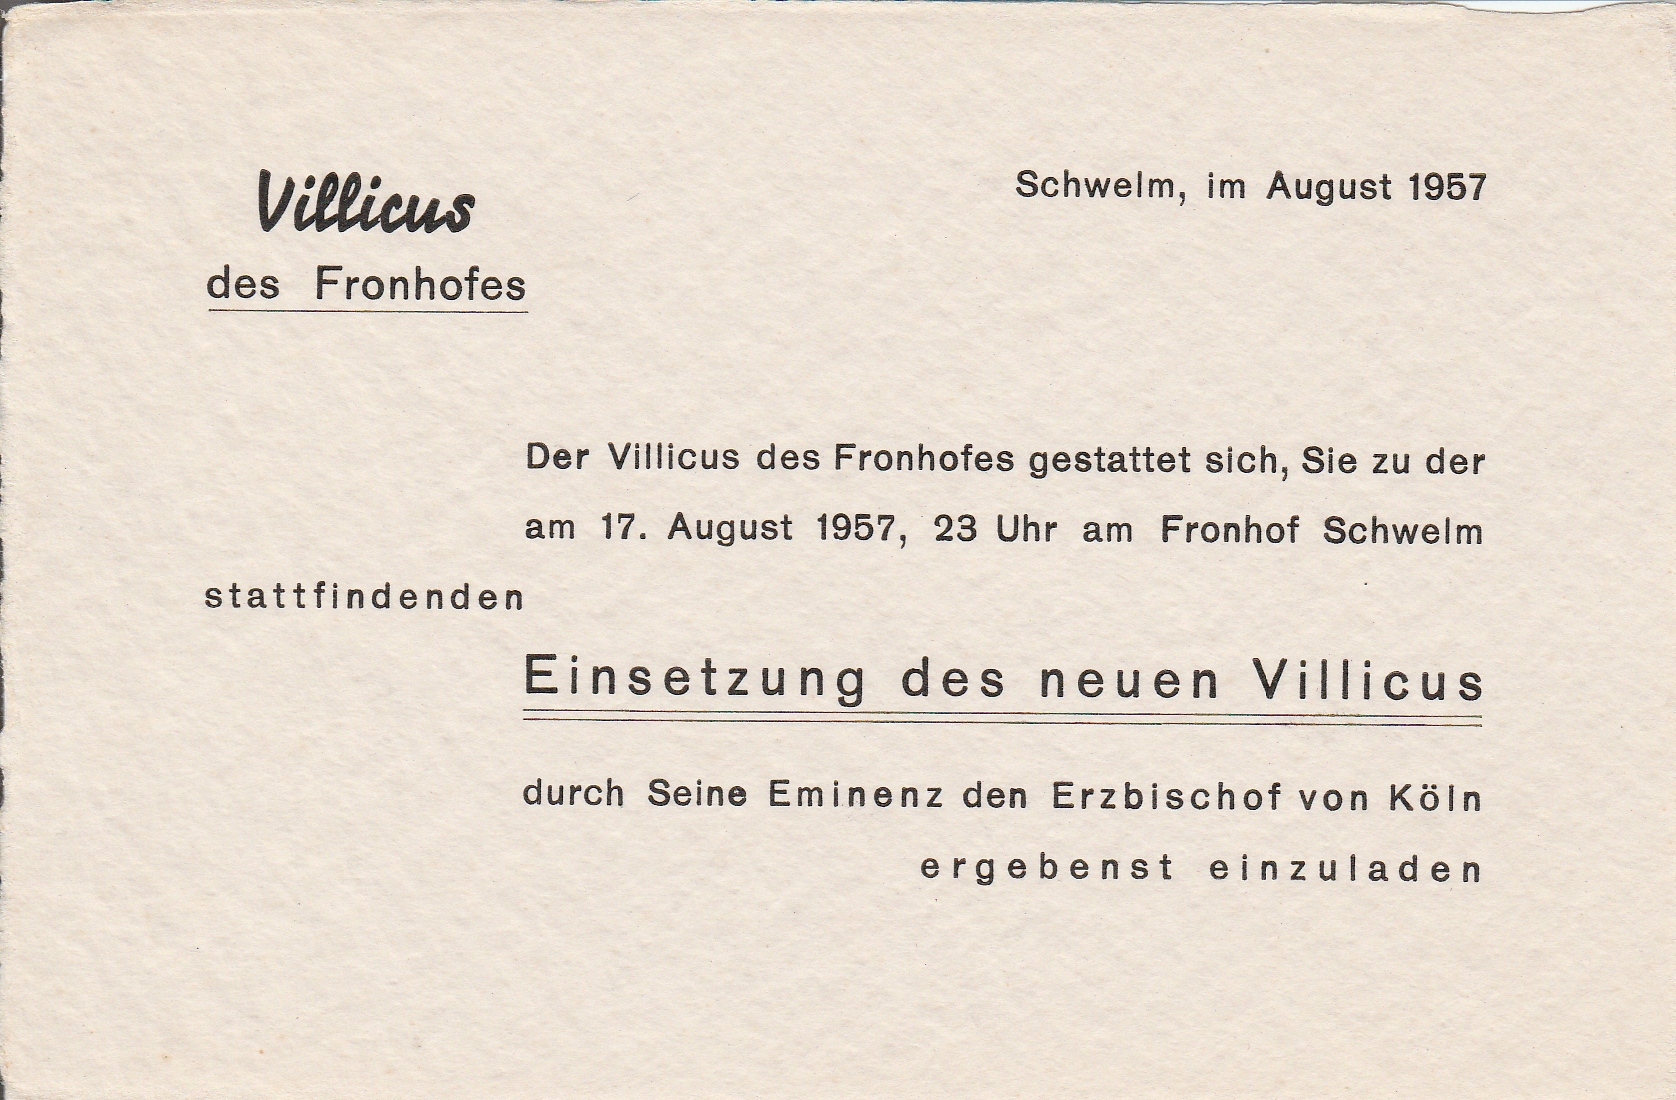 Villicus
des Fronhofes
Schwelm, im August 1957
Der Villicus des Fronhofes gestattet sich, Sie zu der
am 17. August 1957, 23 Uhr am Fronhof Schwelm
stattfindenden
Einsetzung des neuen Villicus
durch Seine Eminenz den Erzbischof von Köln
ergebenst einzuladen